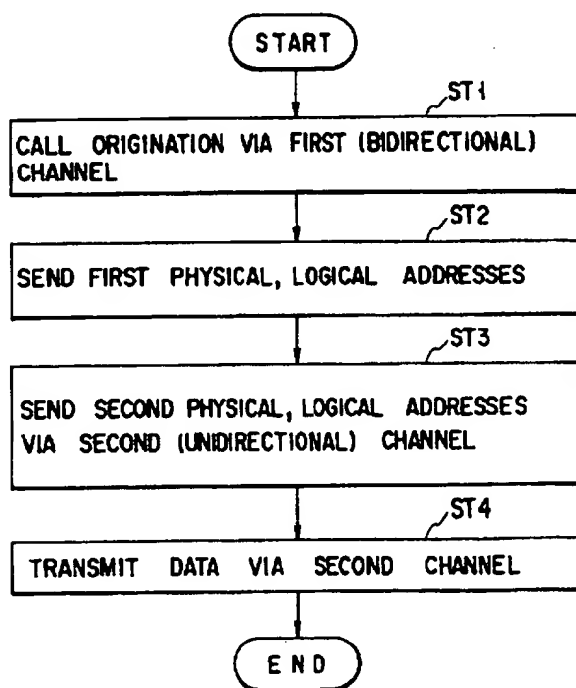 START
ST1
CALL ORIGINATION VIA FIRST (BIDIRECTIONAL)
CHANNEL
ST2
SEND FIRST PHYSICAL, LOGICAL ADDRESSES
ST3
SEND SECOND PHYSICAL, LOGICAL ADDRESSES
VIA SECOND (UNIDIRECTIONAL) CHANNEL
ST4
TRANSMIT DATA VIA SECOND CHANNEL
END